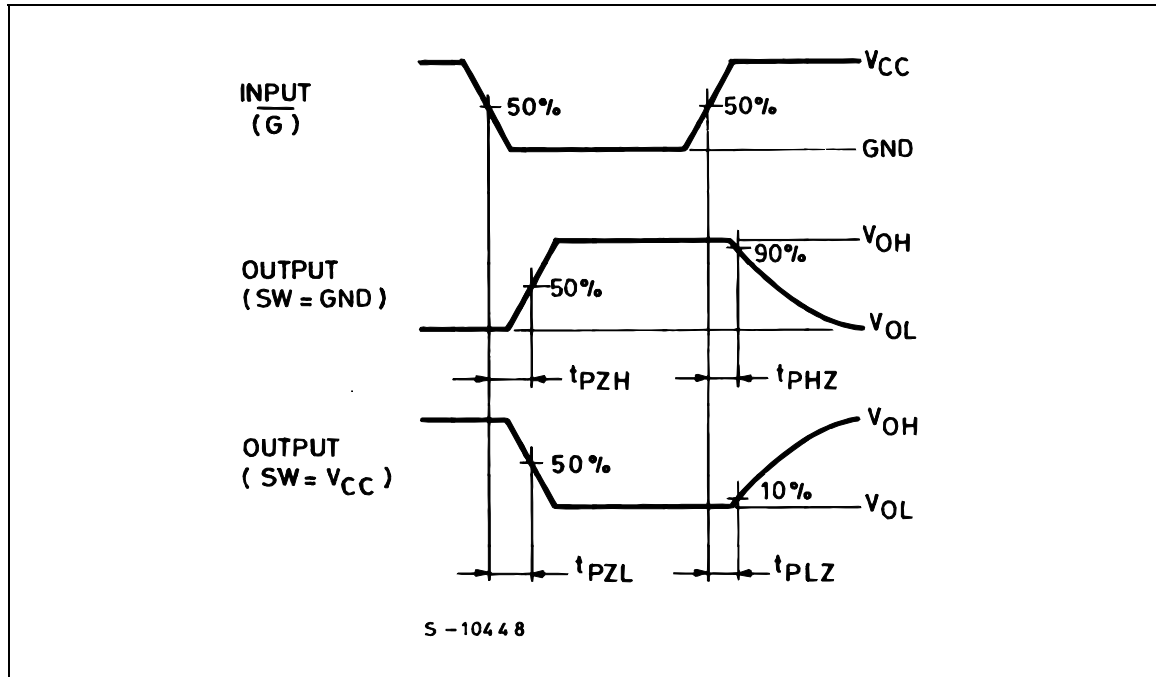 INPUT
(G̅)
50%
50%
VCC
GND
OUTPUT
(SW = GND)
50%
90%
VOH
VOL
tPZH
tPHZ
OUTPUT
(SW = VCC)
50%
10%
VOH
VOL
tPZL
tPLZ
S-10448